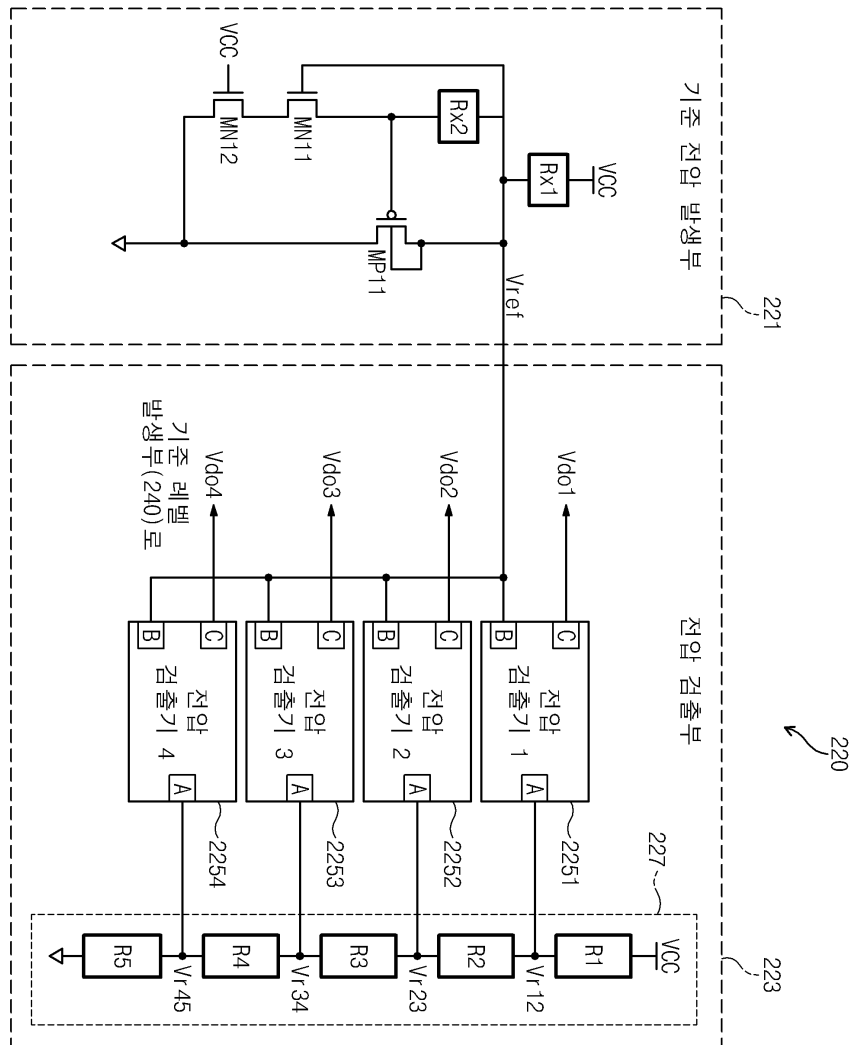 220
221
기준 전압 발생부
VCC
Rx1
Rx2
MN11
VCC
MN12
MP11
Vref
223
전압 검출부
227
Vdo1
C
B
전압
검출기 1
A
2251
Vdo2
C
B
전압
검출기 2
A
2252
Vdo3
C
B
전압
검출기 3
A
2253
Vdo4
C
B
전압
검출기 4
A
2254
기준 레벨
발생부(240)로
VCC
R1
Vr12
R2
Vr23
R3
Vr34
R4
Vr45
R5